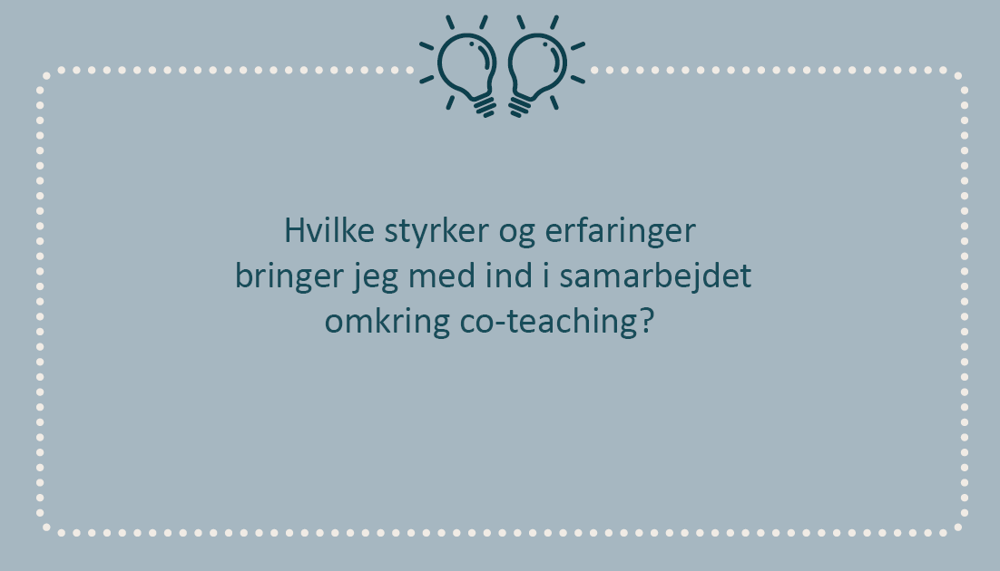 Hvilke styrker og erfaringer
bringer jeg med ind i samarbejdet
omkring co-teaching?